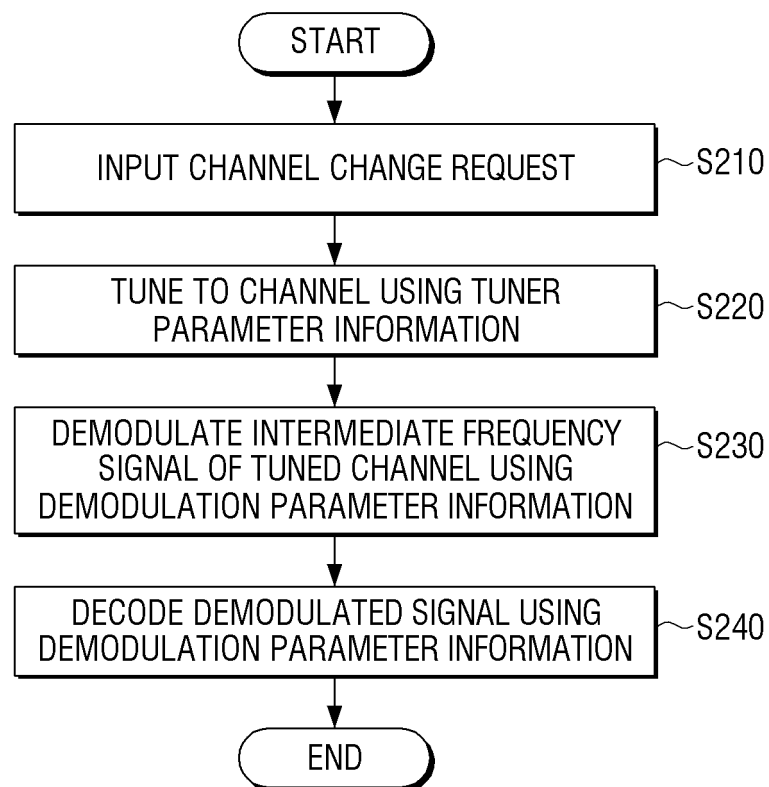 START
INPUT CHANNEL CHANGE REQUEST
S210
TUNE TO CHANNEL USING TUNER
PARAMETER INFORMATION
S220
DEMODULATE INTERMEDIATE FREQUENCY
SIGNAL OF TUNED CHANNEL USING
DEMODULATION PARAMETER INFORMATION
S230
DECODE DEMODULATED SIGNAL USING
DEMODULATION PARAMETER INFORMATION
S240
END